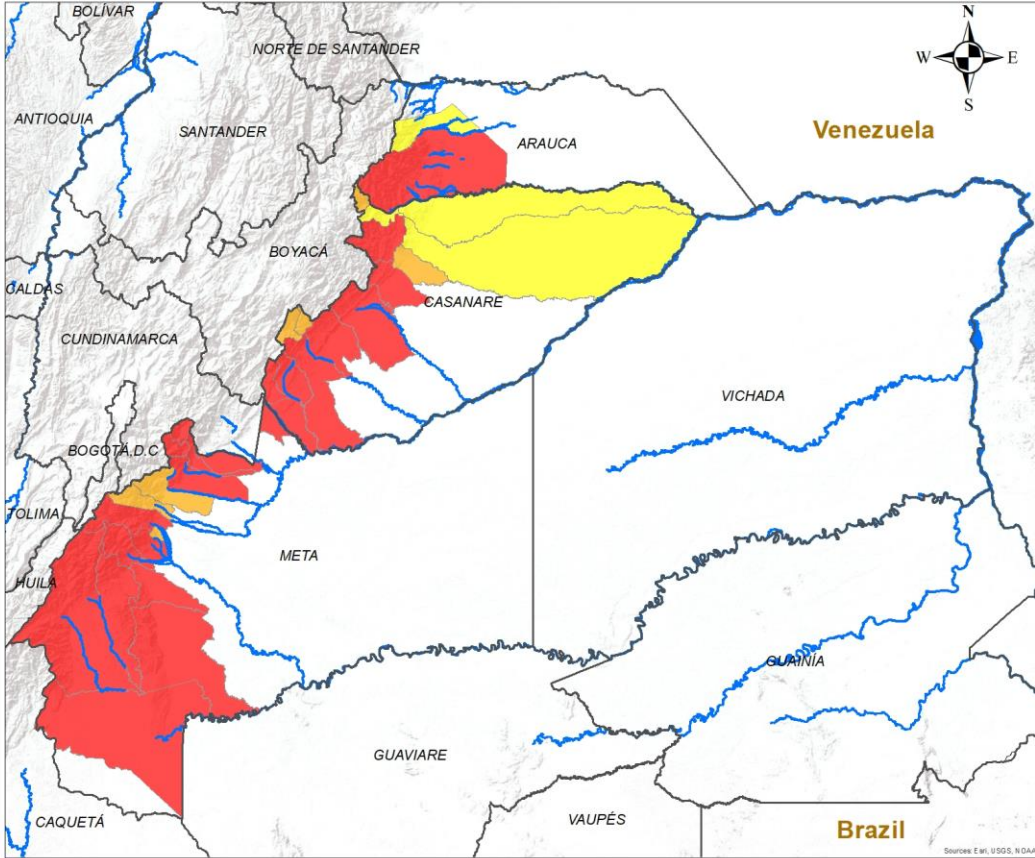 BOLÍVAR
NORTE DE SANTANDER
N
W
E
S
ANTIOQUIA
SANTANDER
ARAUCA
Venezuela
BOYACÁ
CALDAS
CASANARE
CUNDINAMARCA
VICHADA
BOGOTÁ,D.C
TOLIMA
META
HUILA
GUAINÍA
GUAVIARE
CAQUETÁ
VAUPÉS
Brazil
Sources: Esri, USGS, NOAA